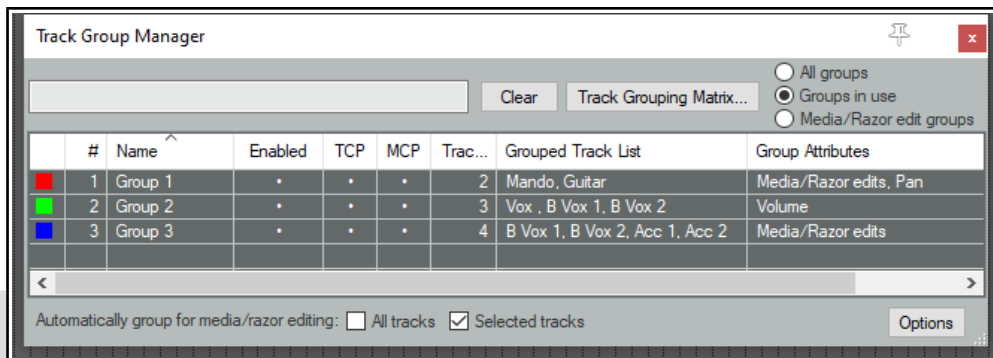 Track Group Manager x
All groups
Clear Track Grouping Matrix... Groups in use
Media/Razor edit groups
# Name Enabled TCP MCP Trac... Grouped Track List Group Attributes
1 Group 1 • • • 2 Mando, Guitar Media/Razor edits, Pan
2 Group 2 • • • 3 Vox , B Vox 1, B Vox 2 Volume
3 Group 3 • • • 4 B Vox 1, B Vox 2, Acc 1, Acc 2 Media/Razor edits
Automatically group for media/razor editing: All tracks Selected tracks Options